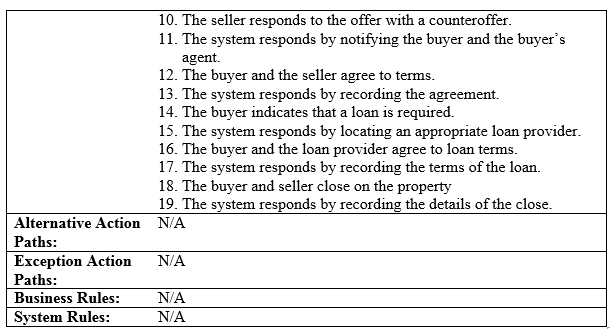 10. The seller responds to the offer with a counteroffer.
11. The system responds by notifying the buyer and the buyer's
agent.
12. The buyer and the seller agree to terms.
13. The system responds by recording the agreement.
14. The buyer indicates that a loan is required.
15. The system responds by locating an appropriate loan provider.
16. The buyer and the loan provider agree to loan terms.
17. The system responds by recording the terms of the loan.
18. The buyer and seller close on the property
19. The system responds by recording the details of the close.
Alternative Action N/A
Paths:
Exception Action N/A
Paths:
Business Rules: N/A
System Rules: N/A